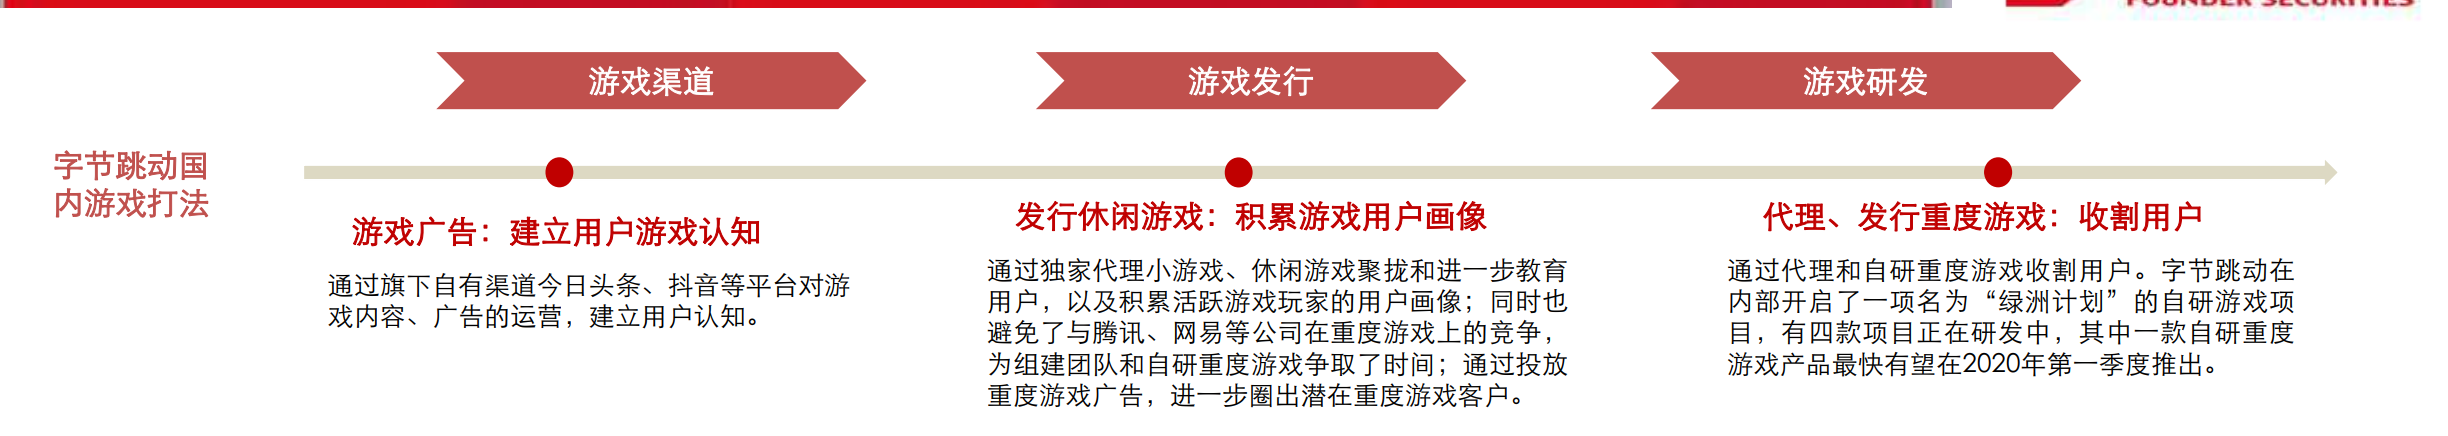 FOUNDER SECURITIES
游戏渠道
游戏发行
游戏研发
字节跳动国
内游戏打法
游戏广告：建立用户游戏认知
通过旗下自有渠道今日头条、抖音等平台对游
戏内容、广告的运营，建立用户认知。
发行休闲游戏：积累游戏用户画像
通过独家代理小游戏、休闲游戏聚拢和进一步教育
用户，以及积累活跃游戏玩家的用户画像；同时也
避免了与腾讯、网易等公司在重度游戏上的竞争，
为组建团队和自研重度游戏争取了时间；通过投放
重度游戏广告，进一步圈出潜在重度游戏客户。
代理、发行重度游戏：收割用户
通过代理和自研重度游戏收割用户。字节跳动在
内部开启了一项名为“绿洲计划”的自研游戏项
目，有四款项目正在研发中，其中一款自研重度
游戏产品最快有望在2020年第一季度推出。